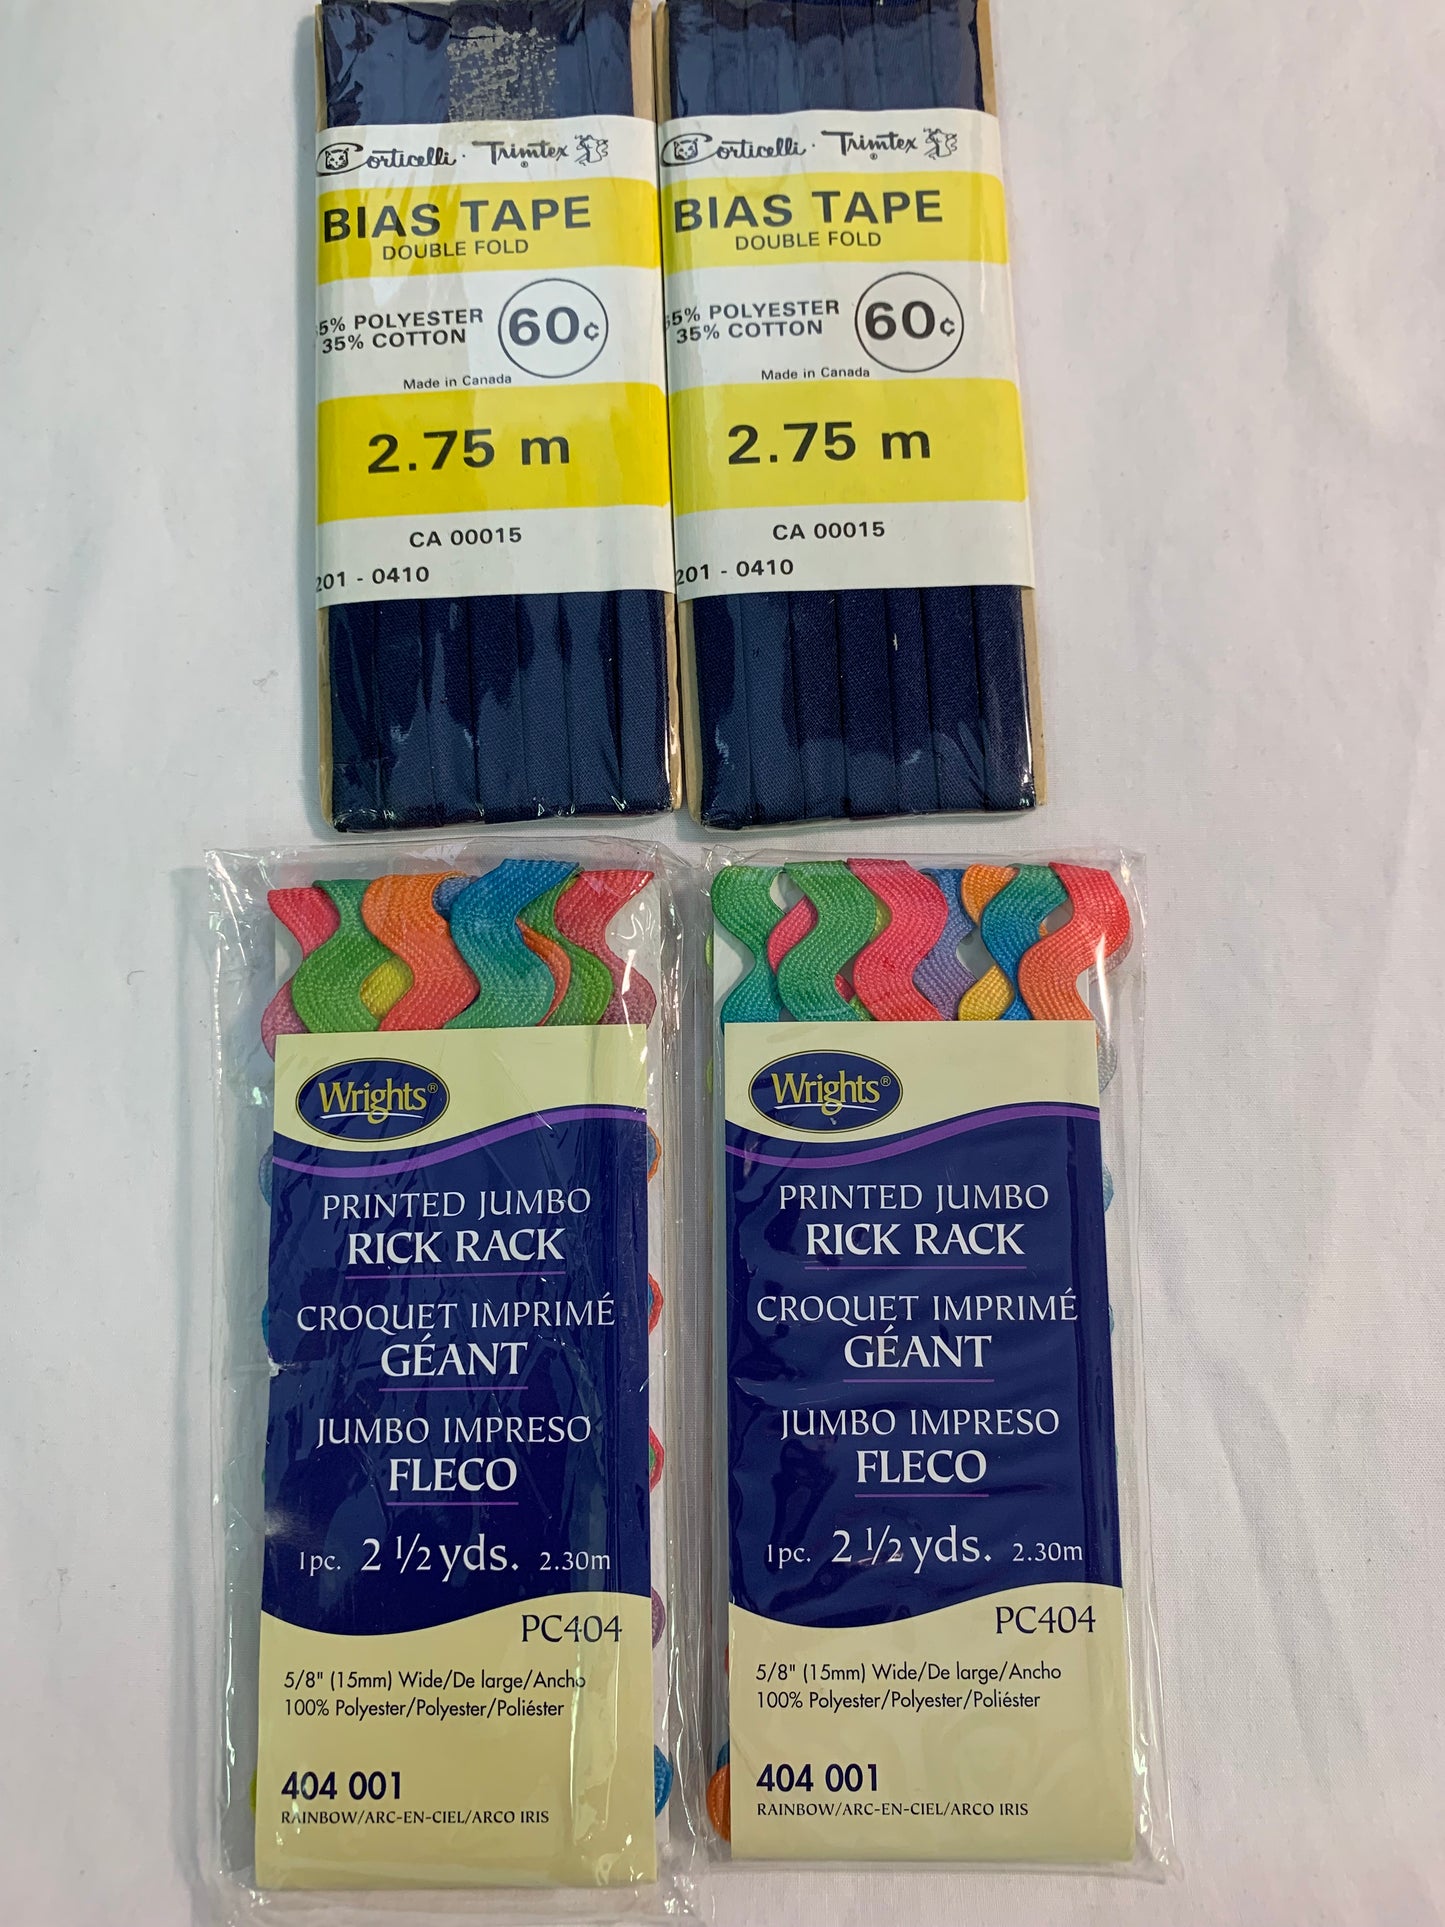 Corticelli · Trimtex ®
BIAS TAPE
DOUBLE FOLD
5% POLYESTER
35% COTTON
60¢
Made in Canada
2.75 m
CA 00015
201 - 0410
Corticelli · Trimtex ®
BIAS TAPE
DOUBLE FOLD
5% POLYESTER
35% COTTON
60¢
Made in Canada
2.75 m
CA 00015
201 - 0410
Wrights®
PRINTED JUMBO
RICK RACK
CROQUET IMPRIMÉ
GÉANT
JUMBO IMPRESO
FLECO
1pc. 2 1/2 yds. 2.30m
PC404
5/8" (15mm) Wide/De large/Ancho
100% Polyester/Polyester/Poliéster
404 001
RAINBOW/ARC-EN-CIEL/ARCO IRIS
Wrights®
PRINTED JUMBO
RICK RACK
CROQUET IMPRIMÉ
GÉANT
JUMBO IMPRESO
FLECO
1pc. 2 1/2 yds. 2.30m
PC404
5/8" (15mm) Wide/De large/Ancho
100% Polyester/Polyester/Poliéster
404 001
RAINBOW/ARC-EN-CIEL/ARCO IRIS